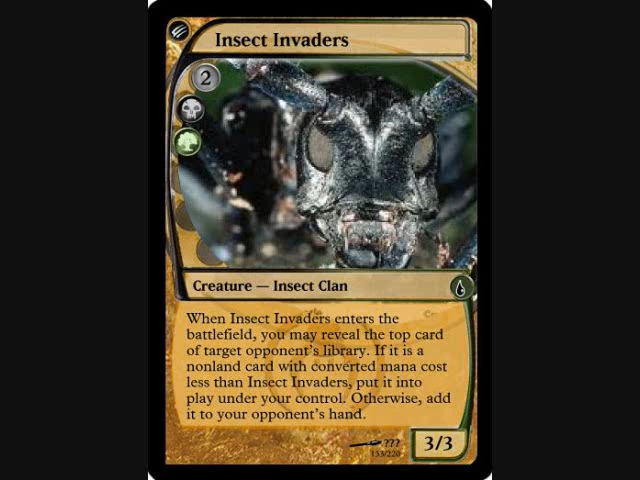 Insect Invaders
2
Creature — Insect Clan
When Insect Invaders enters the
battlefield, you may reveal the top card
of target opponent's library. If it is a
nonland card with converted mana cost
less than Insect Invaders, put it into
play under your control. Otherwise, add
it to your opponent's hand.
???
133/220
3/3